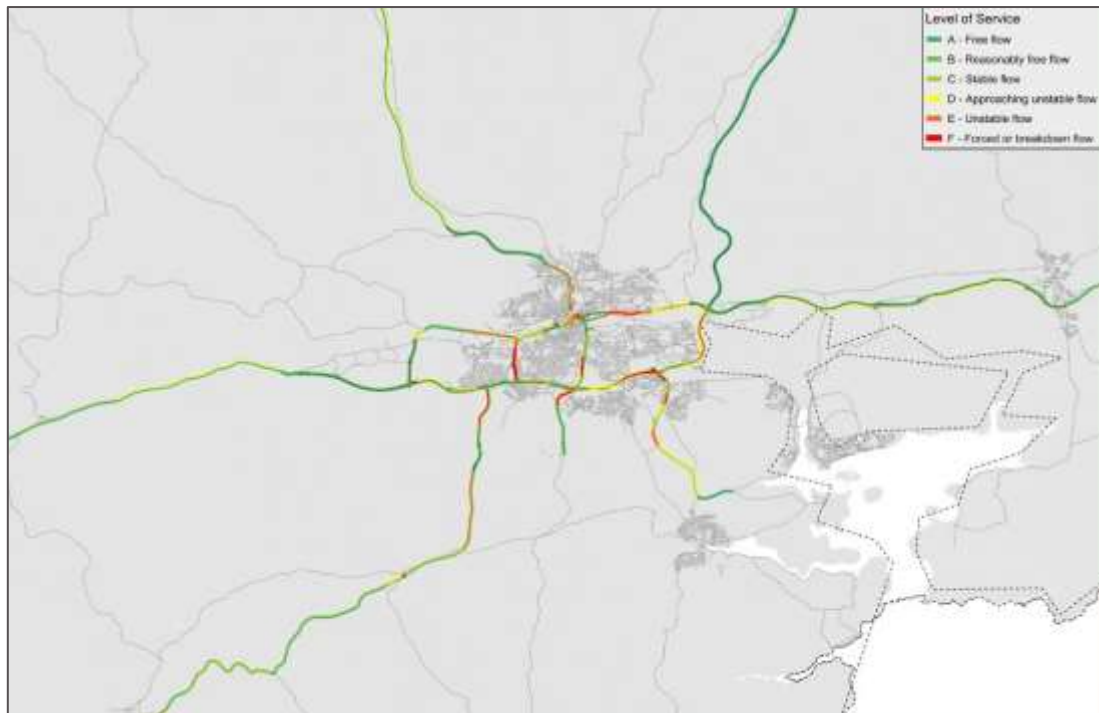 Level of Service
A - Free flow
B - Reasonably free flow
C - Stable flow
D - Approaching unstable flow
E - Unstable flow
F - Forced or breakdown flow